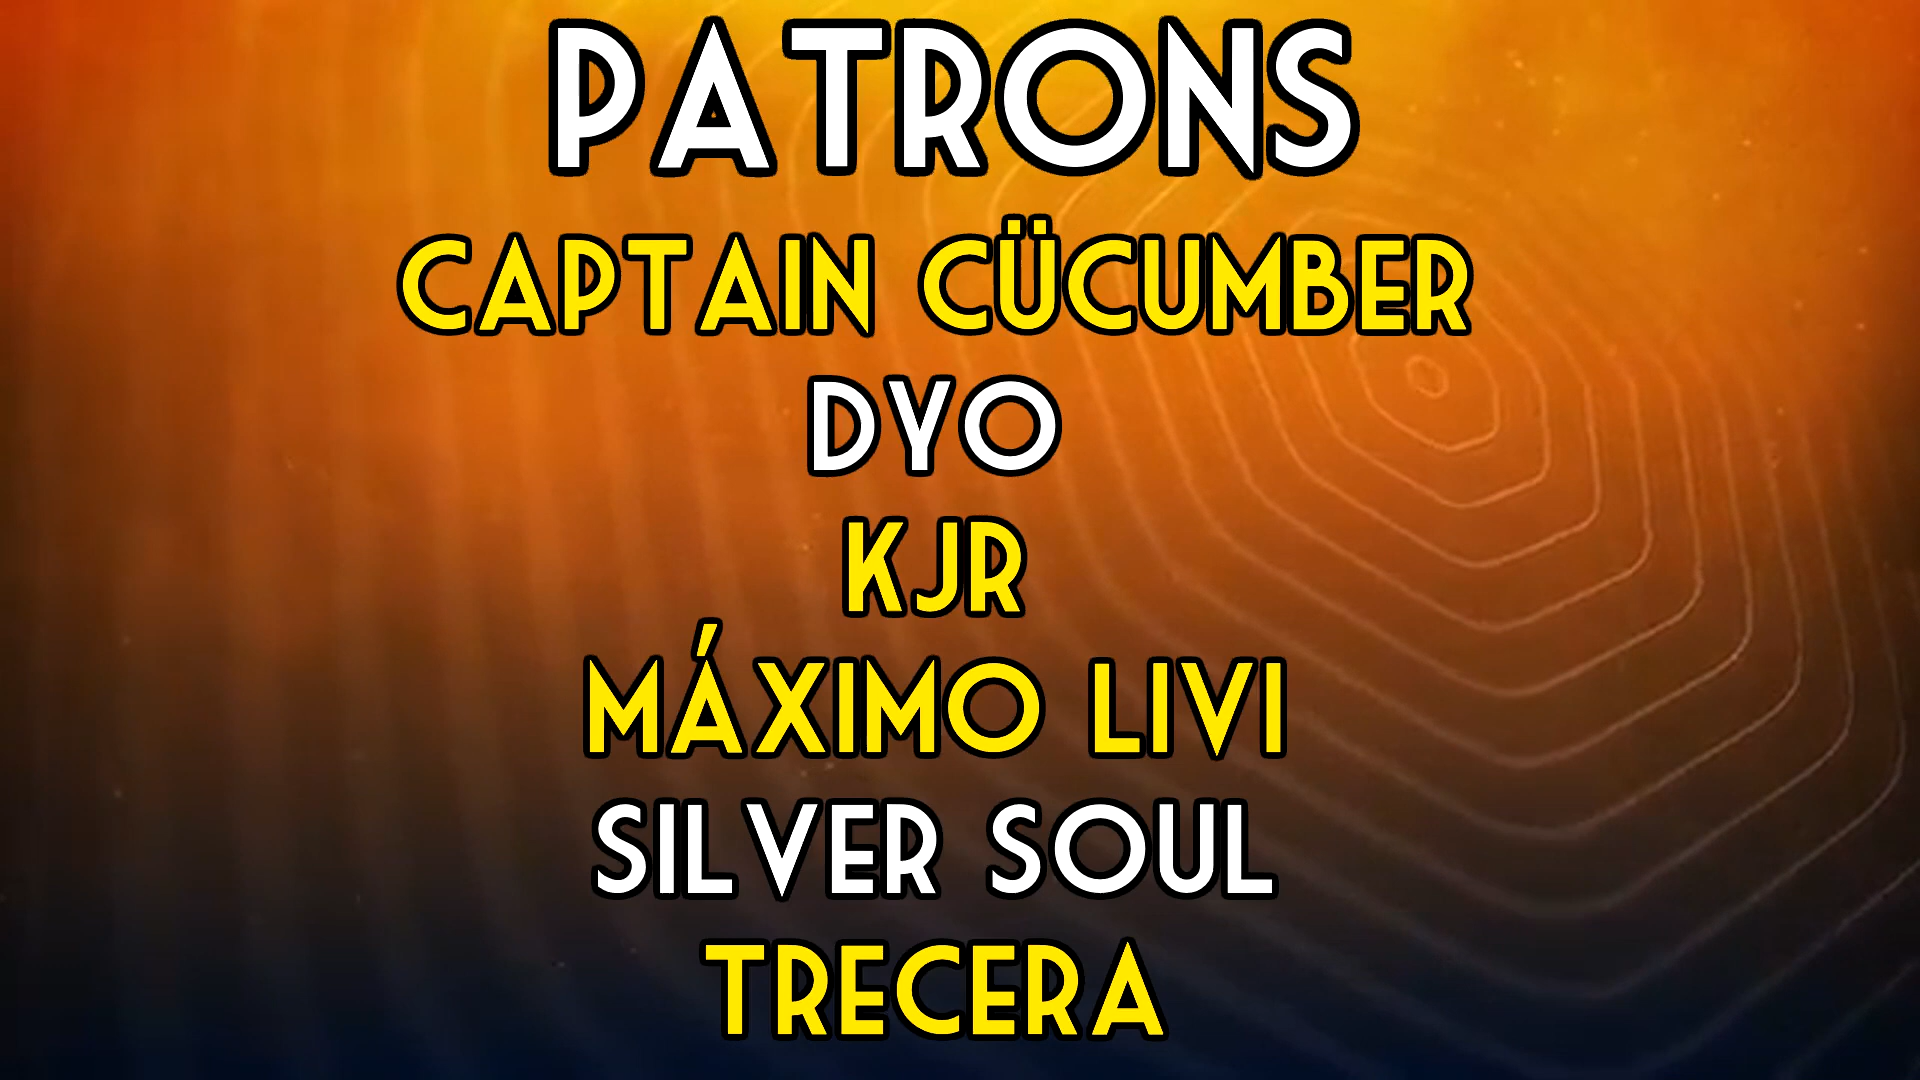 PATRONS
CAPTAIN CÜCUMBER
DYO
KJR
MÁXIMO LIVI
SILVER SOUL
TRECERA